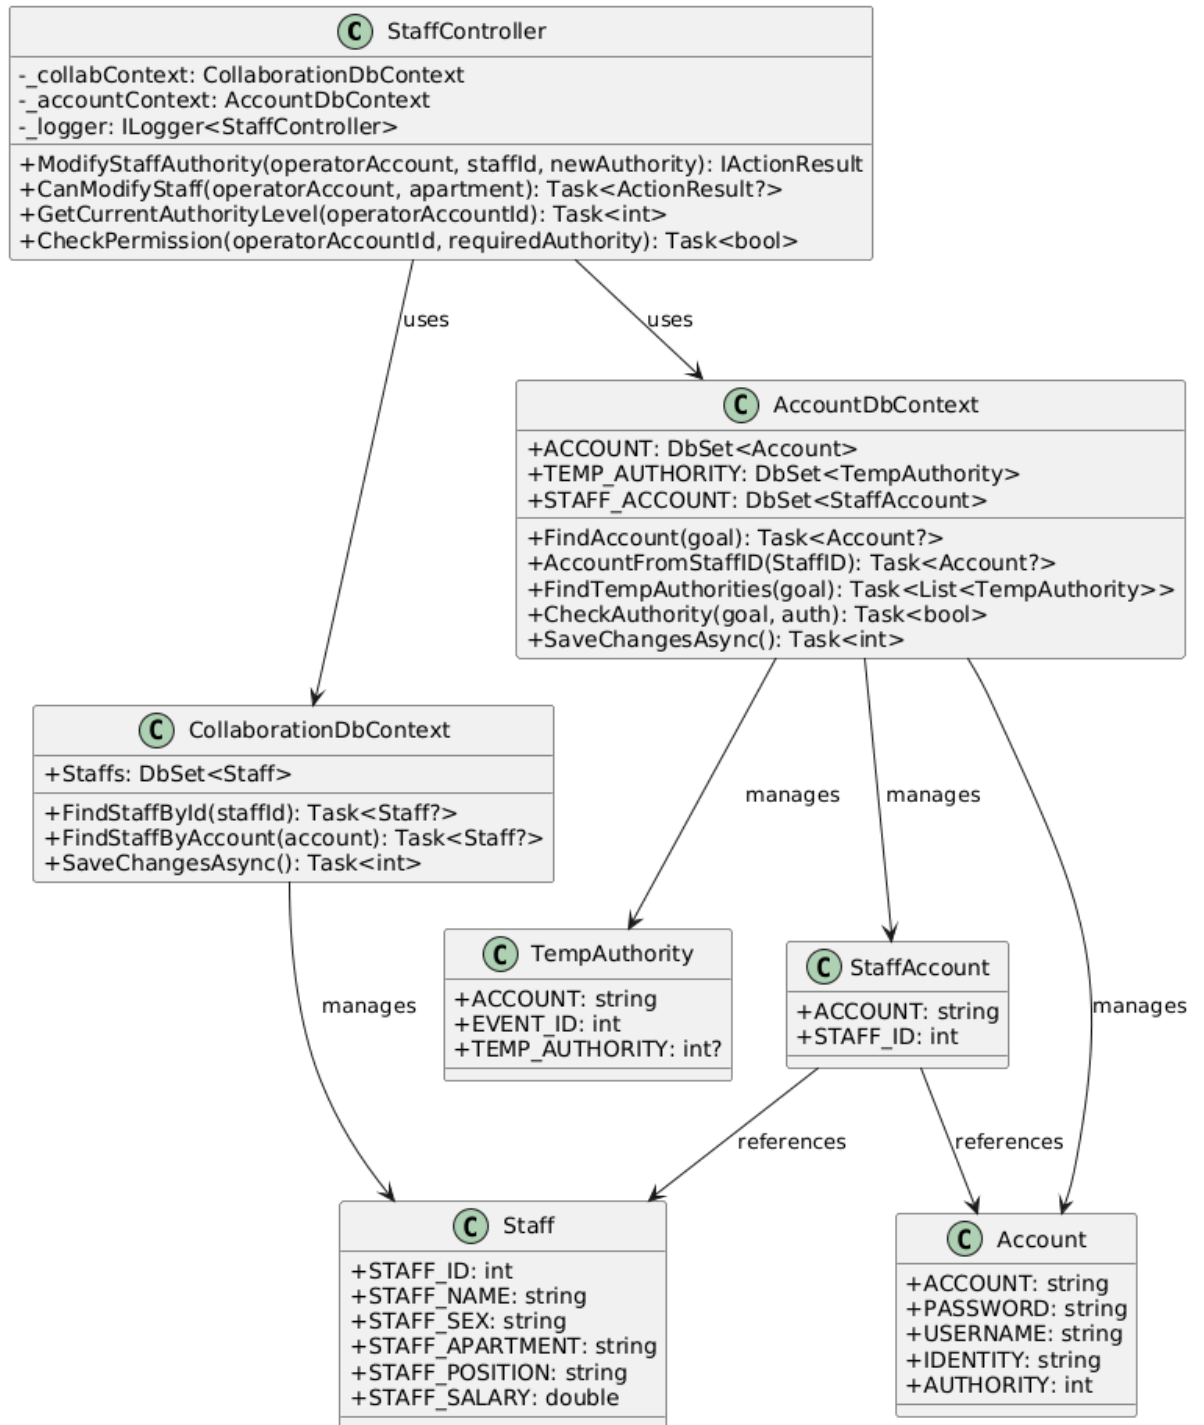 C StaffController
-_collabContext: CollaborationDbContext
-_accountContext: AccountDbContext
-_logger: ILogger<StaffController>
+ModifyStaffAuthority(operatorAccount, staffId, newAuthority): IActionResult
+CanModifyStaff(operatorAccount, apartment): Task<ActionResult?>
+GetCurrentAuthorityLevel(operatorAccountId): Task<int>
+CheckPermission(operatorAccountId, requiredAuthority): Task<bool>
uses
uses
C AccountDbContext
+ACCOUNT: DbSet<Account>
+TEMP_AUTHORITY: DbSet<TempAuthority>
+STAFF_ACCOUNT: DbSet<StaffAccount>
+FindAccount(goal): Task<Account?>
+AccountFromStaffID(StaffID): Task<Account?>
+FindTempAuthorities(goal): Task<List<TempAuthority>>
+CheckAuthority(goal, auth): Task<bool>
+SaveChangesAsync(): Task<int>
C CollaborationDbContext
+Staffs: DbSet<Staff>
+FindStaffById(staffId): Task<Staff?>
+FindStaffByAccount(account): Task<Staff?>
+SaveChangesAsync(): Task<int>
manages
manages
manages
manages
C TempAuthority
+ACCOUNT: string
+EVENT_ID: int
+TEMP_AUTHORITY: int?
C StaffAccount
+ACCOUNT: string
+STAFF_ID: int
references
references
C Staff
+STAFF_ID: int
+STAFF_NAME: string
+STAFF_SEX: string
+STAFF_APARTMENT: string
+STAFF_POSITION: string
+STAFF_SALARY: double
C Account
+ACCOUNT: string
+PASSWORD: string
+USERNAME: string
+IDENTITY: string
+AUTHORITY: int